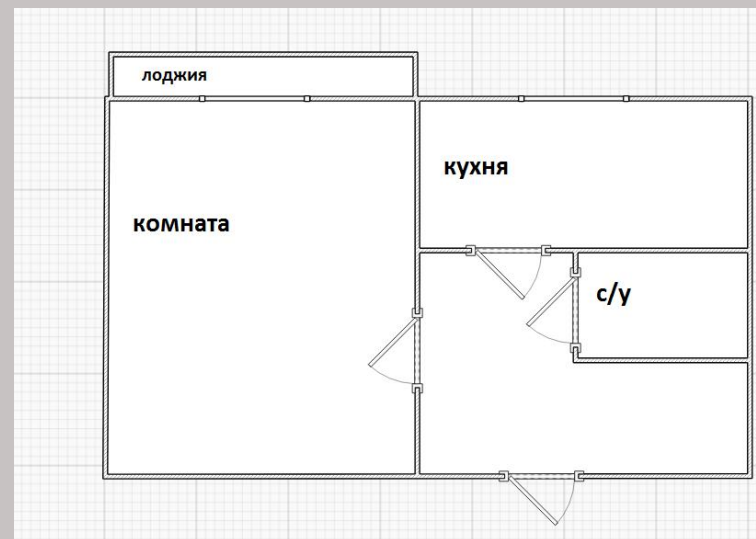 лоджия
кухня
комната
с/у